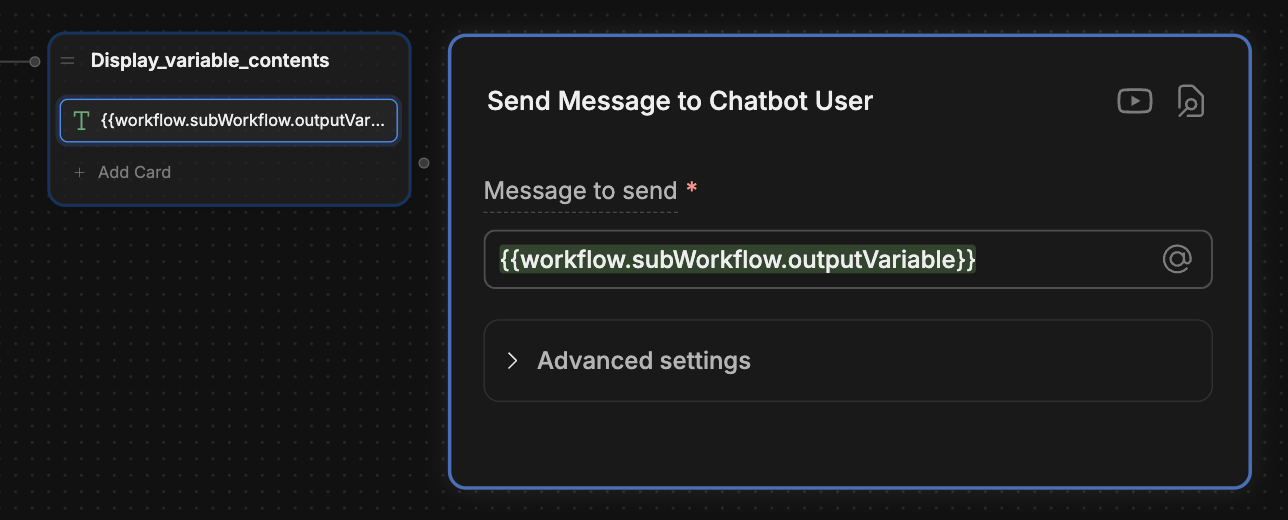 Display_variable_contents
{{workflow.subWorkflow.outputVar...
+ Add Card
Send Message to Chatbot User
Message to send *
{{workflow.subWorkflow.outputVariable}}
Advanced settings